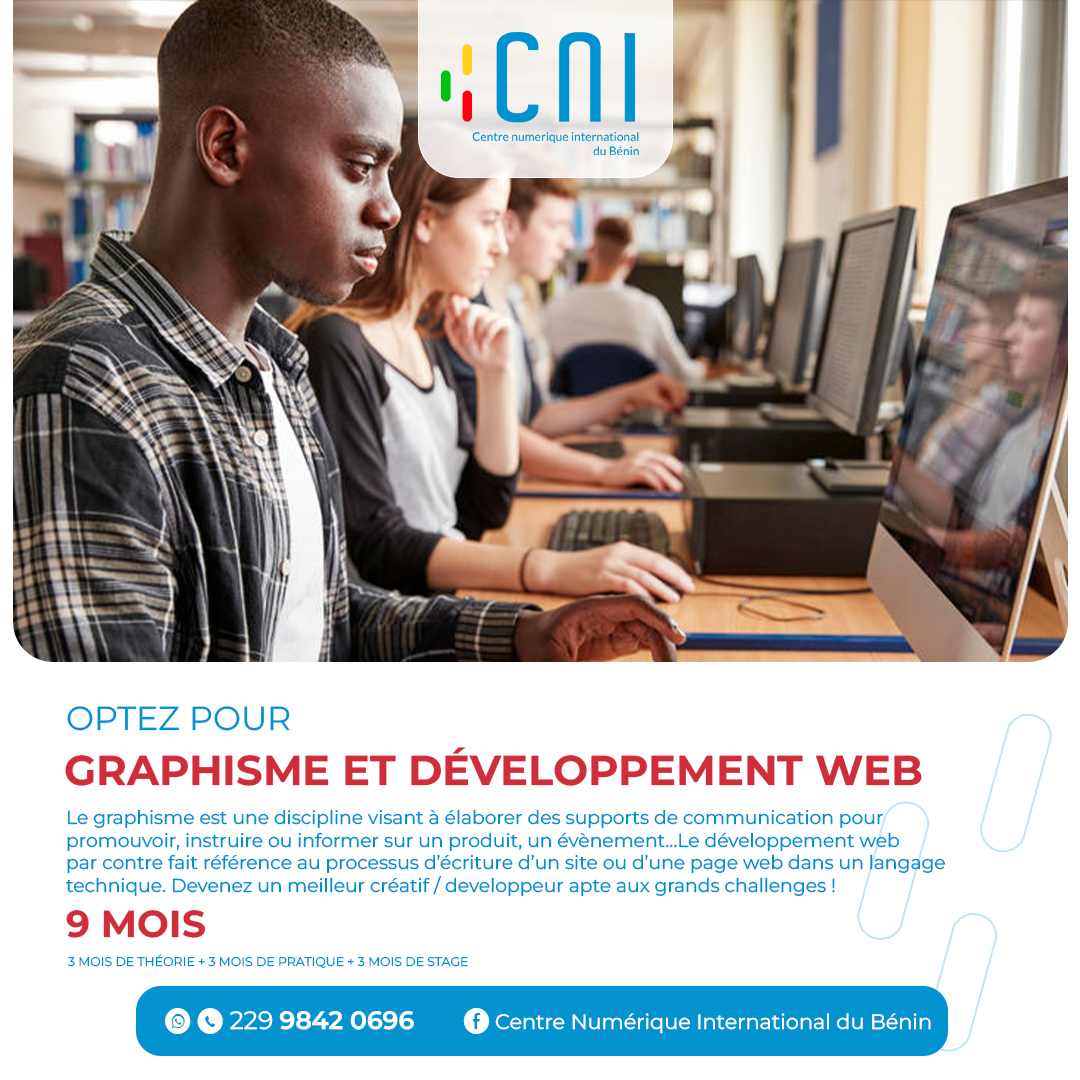 CNI
Centre numerique international
du Bénin
OPTEZ POUR
GRAPHISME ET DÉVELOPPEMENT WEB
Le graphisme est une discipline visant à élaborer des supports de communication pour
promouvoir, instruire ou informer sur un produit, un évènement...Le développement web
par contre fait référence au processus d'écriture d'un site ou d'une page web dans un langage
technique. Devenez un meilleur créatif / developpeur apte aux grands challenges !
9 MOIS
3 MOIS DE THÉORIE + 3 MOIS DE PRATIQUE + 3 MOIS DE STAGE
229 9842 0696
Centre Numérique International du Bénin